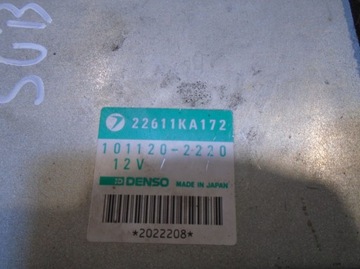 SGB
7 22611KA172
101120-2220
12V
DENSO MADE IN JAPAN
*2022208*